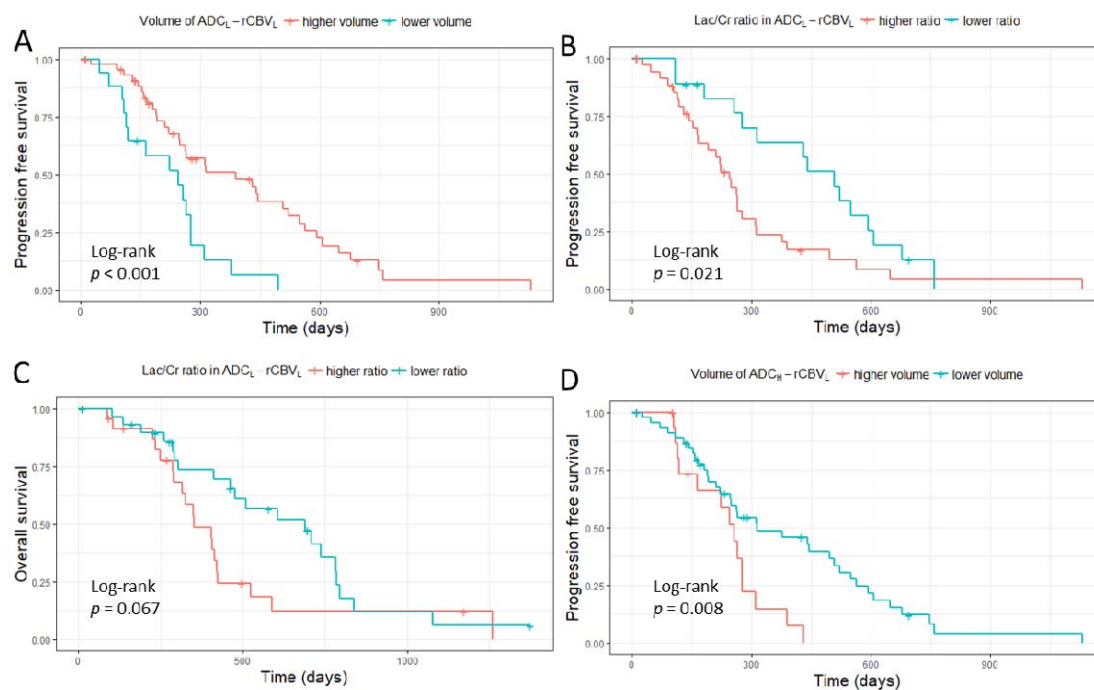 A
Volume of ADCL – rCBVL higher volume lower volume
Progression free survival
1.00
0.75
0.50
0.25
0.00
Log-rank
p < 0.001
0 300 600 900
Time (days)
B
Lac/Cr ratio in ADCL – rCBVL higher ratio lower ratio
Progression free survival
1.00
0.75
0.50
0.25
0.00
Log-rank
p = 0.021
0 300 600 900
Time (days)
C
Lac/Cr ratio in ADCL – rCBVL higher ratio lower ratio
Overall survival
1.00
0.75
0.50
0.25
0.00
Log-rank
p = 0.067
0 500 1000
Time (days)
D
Volume of ADCH – rCBVL higher volume lower volume
Progression free survival
1.00
0.75
0.50
0.25
0.00
Log-rank
p = 0.008
0 300 600 900
Time (days)